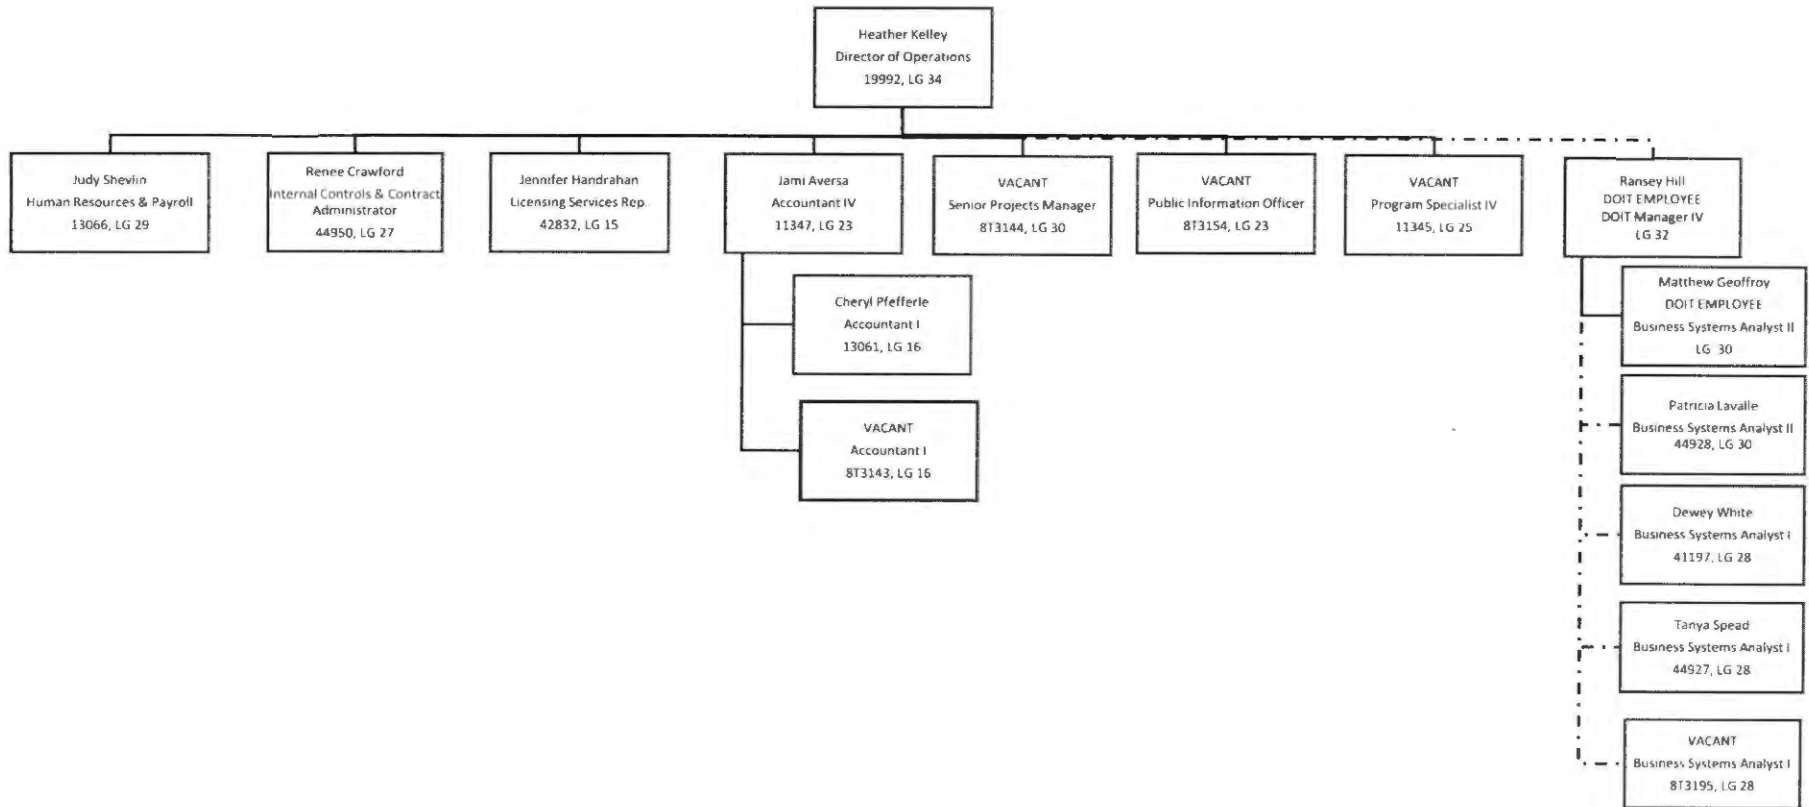 Heather Kelley
Director of Operations
19992, LG 34
Judy Shevlin
Human Resources & Payroll
13066, LG 29
Renee Crawford
Internal Controls & Contract
Administrator
44950, LG 27
Jennifer Handrahan
Licensing Services Rep.
42832, LG 15
Jami Aversa
Accountant IV
11347, LG 23
VACANT
Senior Projects Manager
8T3144, LG 30
VACANT
Public Information Officer
8T3154, LG 23
VACANT
Program Specialist IV
11345, LG 25
Ransey Hill
DOIT EMPLOYEE
DOIT Manager IV
LG 32
Cheryl Pfefferle
Accountant I
13061, LG 16
VACANT
Accountant I
8T3143, LG 16
Matthew Geoffroy
DOIT EMPLOYEE
Business Systems Analyst II
LG 30
Patricia Lavalle
Business Systems Analyst II
44928, LG 30
Dewey White
Business Systems Analyst I
41197, LG 28
Tanya Spead
Business Systems Analyst I
44927, LG 28
VACANT
Business Systems Analyst I
8T3195, LG 28